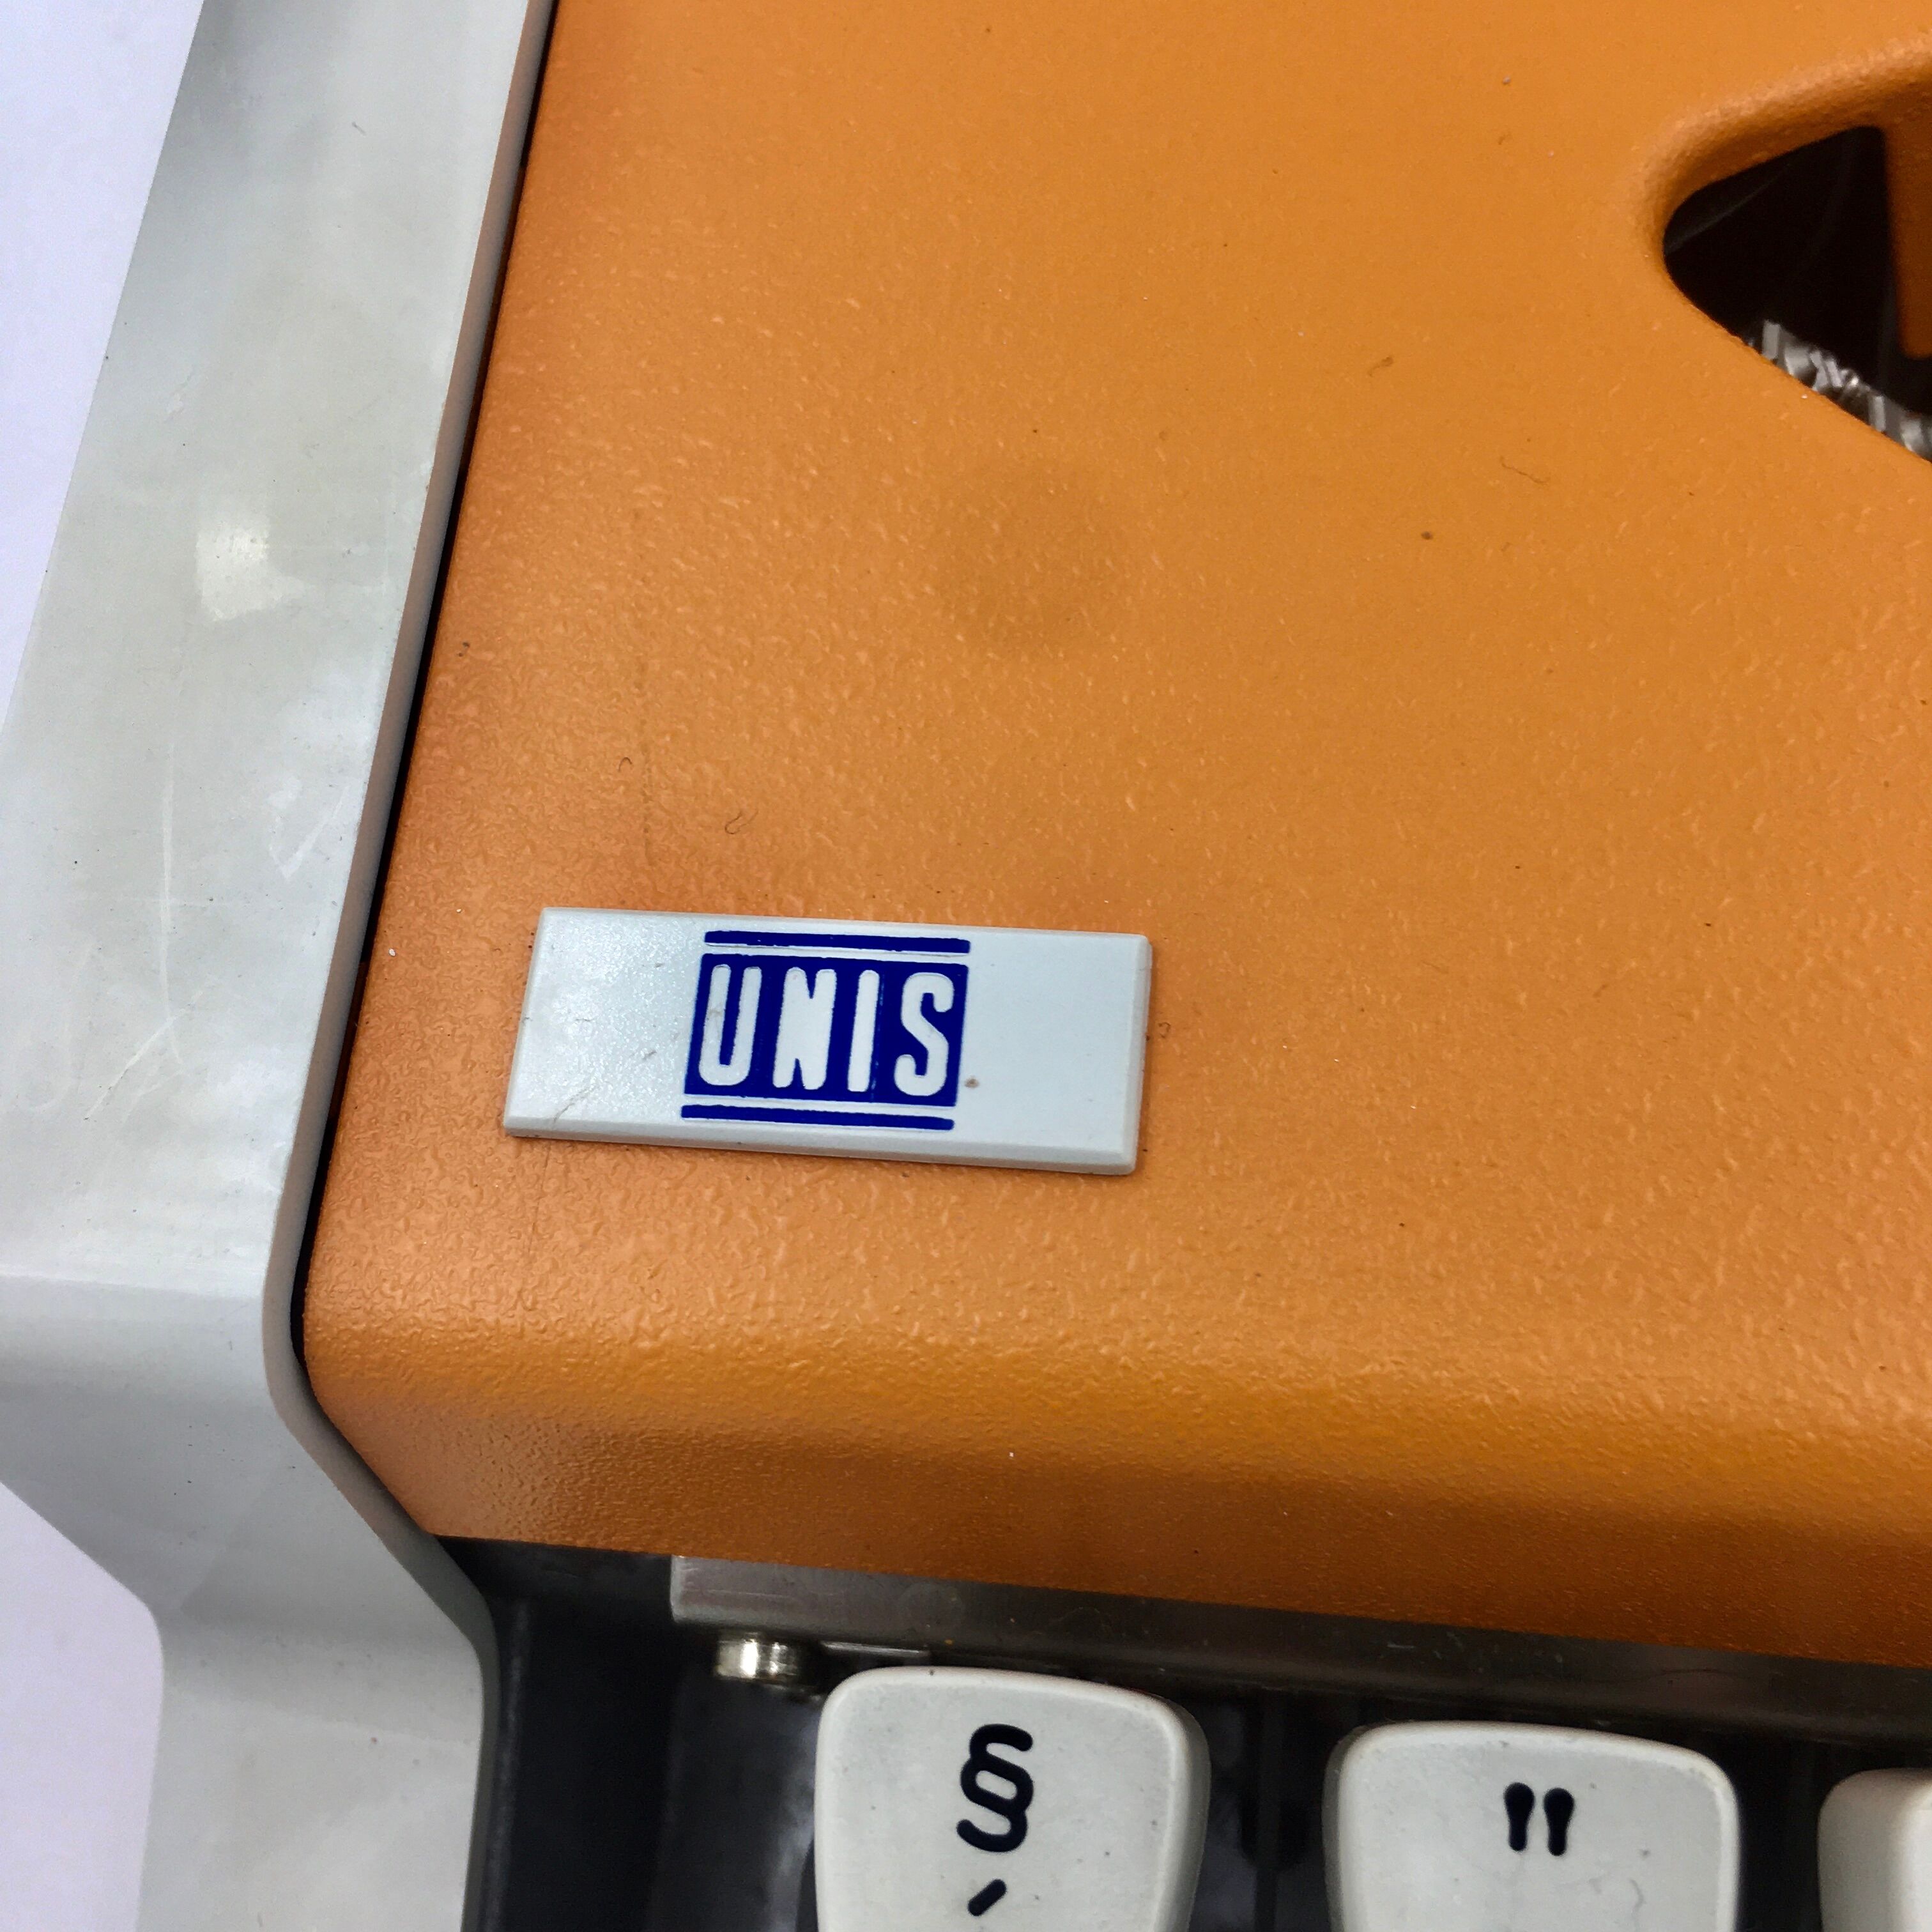 UNIS
§ "
'